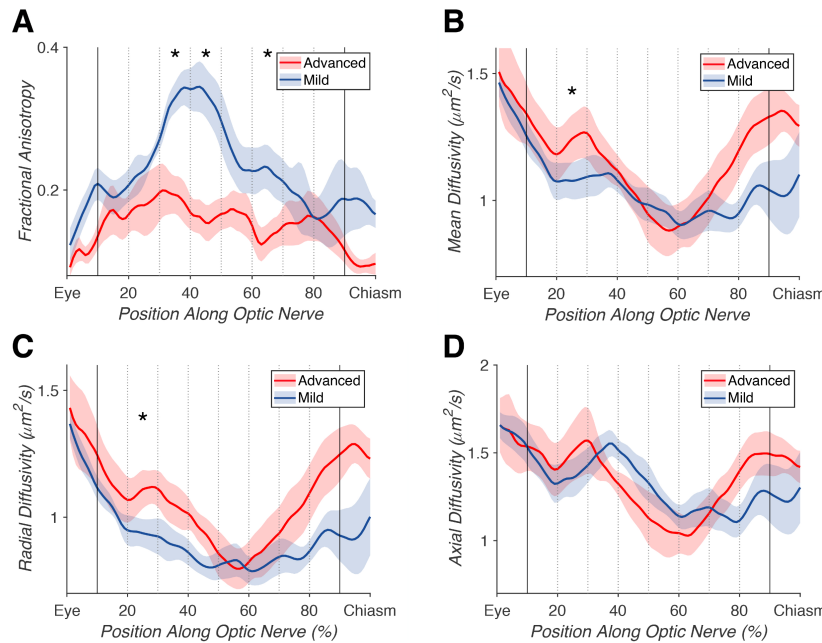 A
* * *
0.4
0.2
Fractional Anisotropy
Advanced
Mild
Eye 20 40 60 80 Chiasm
Position Along Optic Nerve
B
*
1.5
1
Mean Diffusivity (μm²/s)
Advanced
Mild
Eye 20 40 60 80 Chiasm
Position Along Optic Nerve
C
*
1.5
1
Radial Diffusivity (μm²/s)
Advanced
Mild
Eye 20 40 60 80 Chiasm
Position Along Optic Nerve (%)
D
2
1.5
1
Axial Diffusivity (μm²/s)
Advanced
Mild
Eye 20 40 60 80 Chiasm
Position Along Optic Nerve (%)